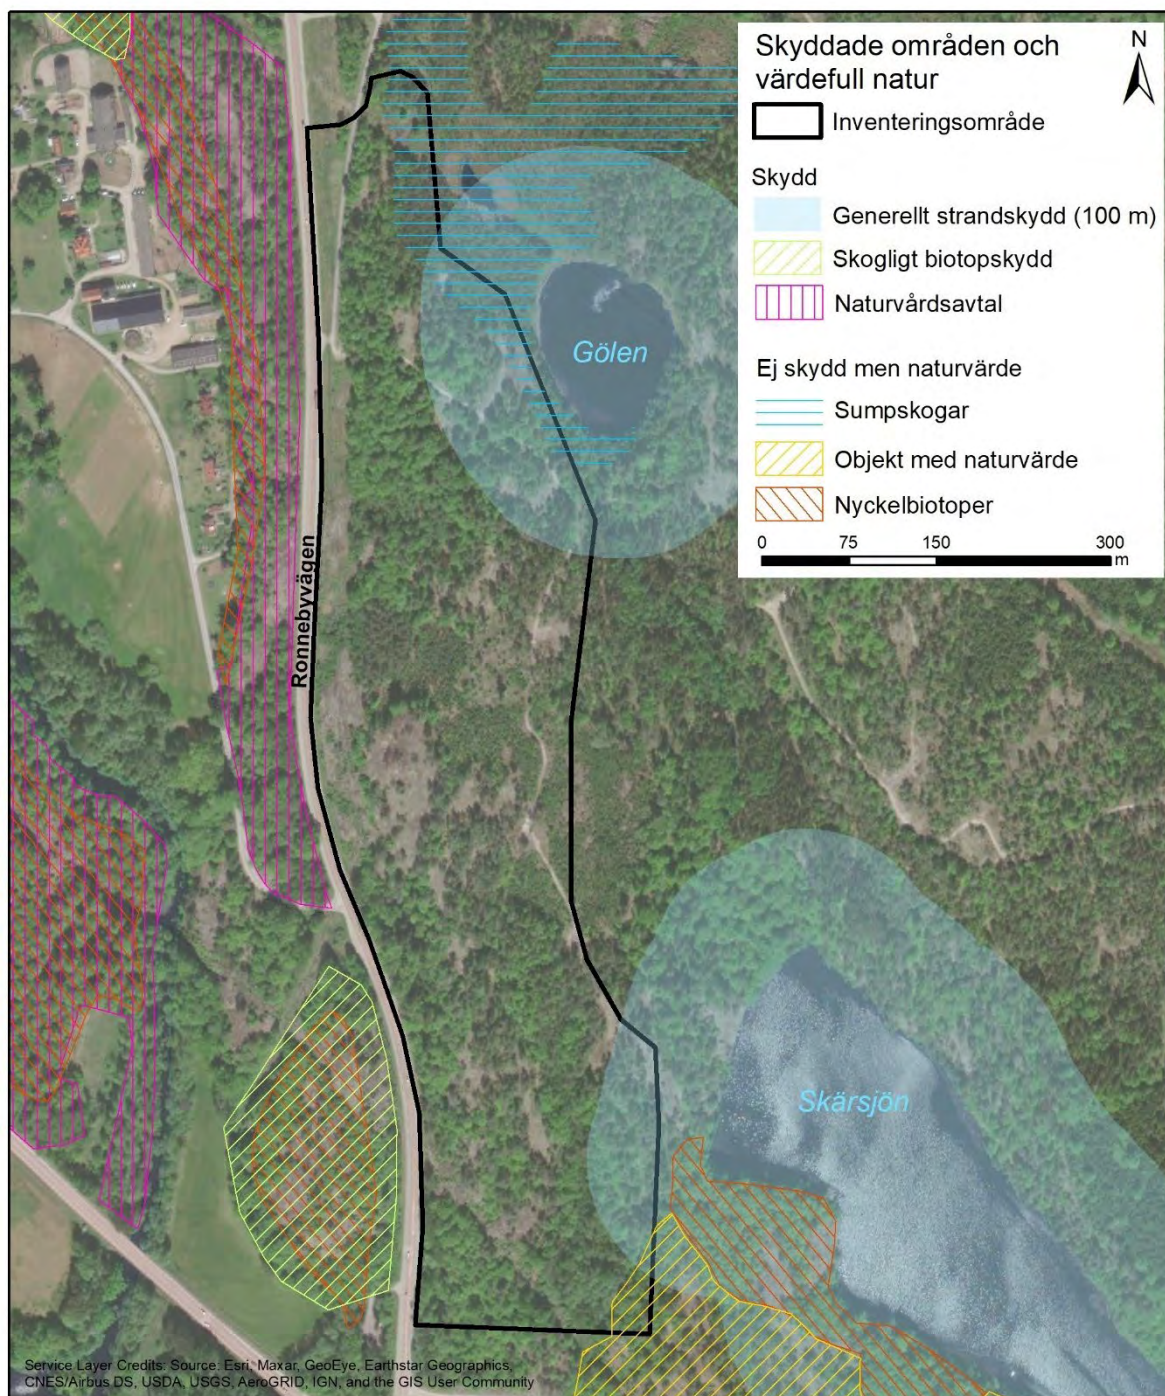 Skyddade områden och
värdefull natur
N
Inventeringsområde
Skydd
Generellt strandskydd (100 m)
Skogligt biotopskydd
Naturvårdsavtal
Ej skydd men naturvärde
Sumpskogar
Objekt med naturvärde
Nyckelbiotoper
0 75 150 300
m
Gölen
Ronnebyvägen
Skärsjön
Service Layer Credits: Source: Esri, Maxar, GeoEye, Earthstar Geographics,
CNES/Airbus DS, USDA, USGS, AeroGRID, IGN, and the GIS User Community